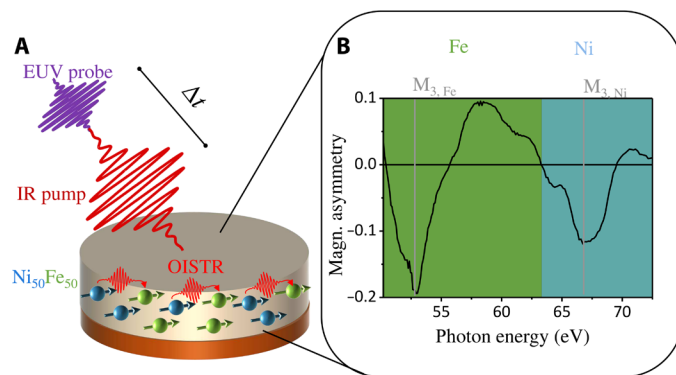 A
EUV probe
Δt
IR pump
OISTR
Ni50Fe50
B
Fe Ni
M3, Fe M3, Ni
0.1
0.0
−0.1
−0.2
Magn. asymmetry
55 60 65 70
Photon energy (eV)